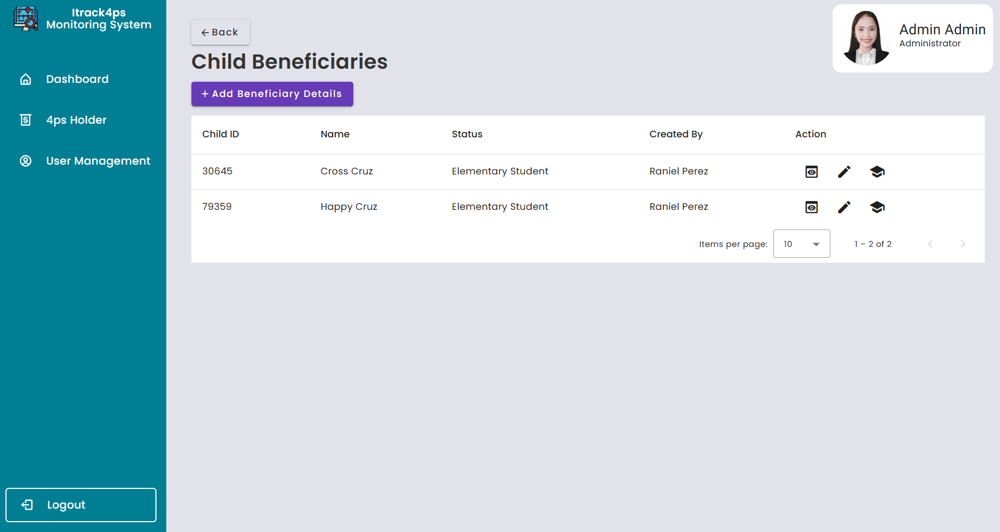 Itrack4ps
Monitoring System
Dashboard
4ps Holder
User Management
Logout
Back
Child Beneficiaries
+ Add Beneficiary Details
Admin Admin
Administrator
Child ID Name Status Created By Action
30645 Cross Cruz Elementary Student Raniel Perez
79359 Happy Cruz Elementary Student Raniel Perez
Items per page: 10 1 – 2 of 2